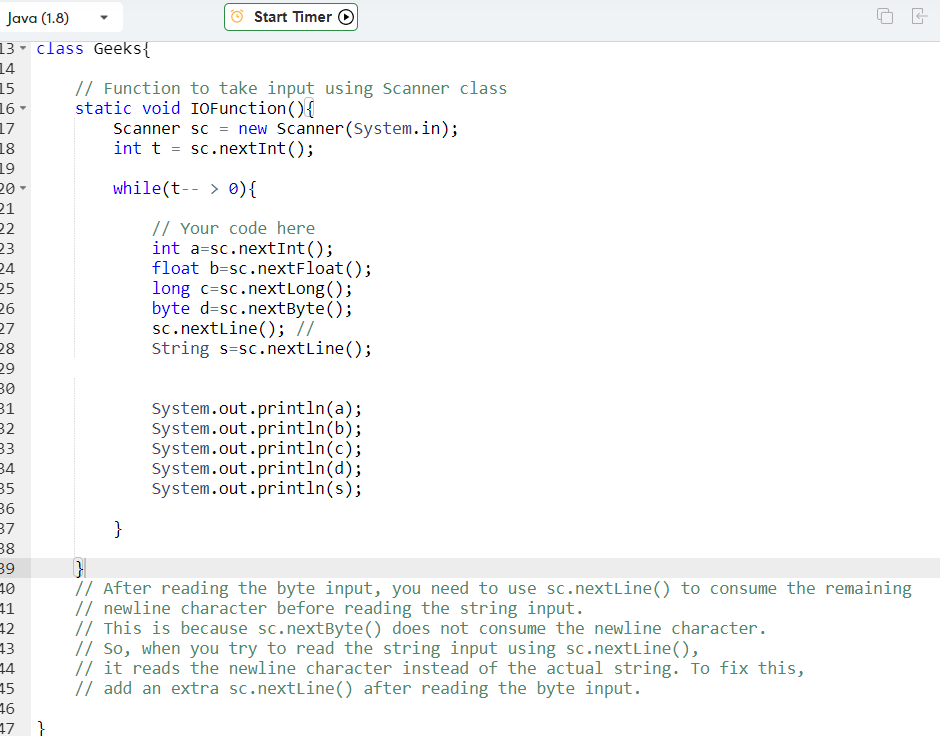 Java (1.8) Start Timer
13 class Geeks{
14
15 // Function to take input using Scanner class
16 static void IOFunction(){
17 Scanner sc = new Scanner(System.in);
18 int t = sc.nextInt();
19
20 while(t-- > 0){
21
22 // Your code here
23 int a=sc.nextInt();
24 float b=sc.nextFloat();
25 long c=sc.nextLong();
26 byte d=sc.nextByte();
27 sc.nextLine(); //
28 String s=sc.nextLine();
29
30
31 System.out.println(a);
32 System.out.println(b);
33 System.out.println(c);
34 System.out.println(d);
35 System.out.println(s);
36
37 }
38
39 }
40 // After reading the byte input, you need to use sc.nextLine() to consume the remaining
41 // newline character before reading the string input.
42 // This is because sc.nextByte() does not consume the newline character.
43 // So, when you try to read the string input using sc.nextLine(),
44 // it reads the newline character instead of the actual string. To fix this,
45 // add an extra sc.nextLine() after reading the byte input.
46
47 }